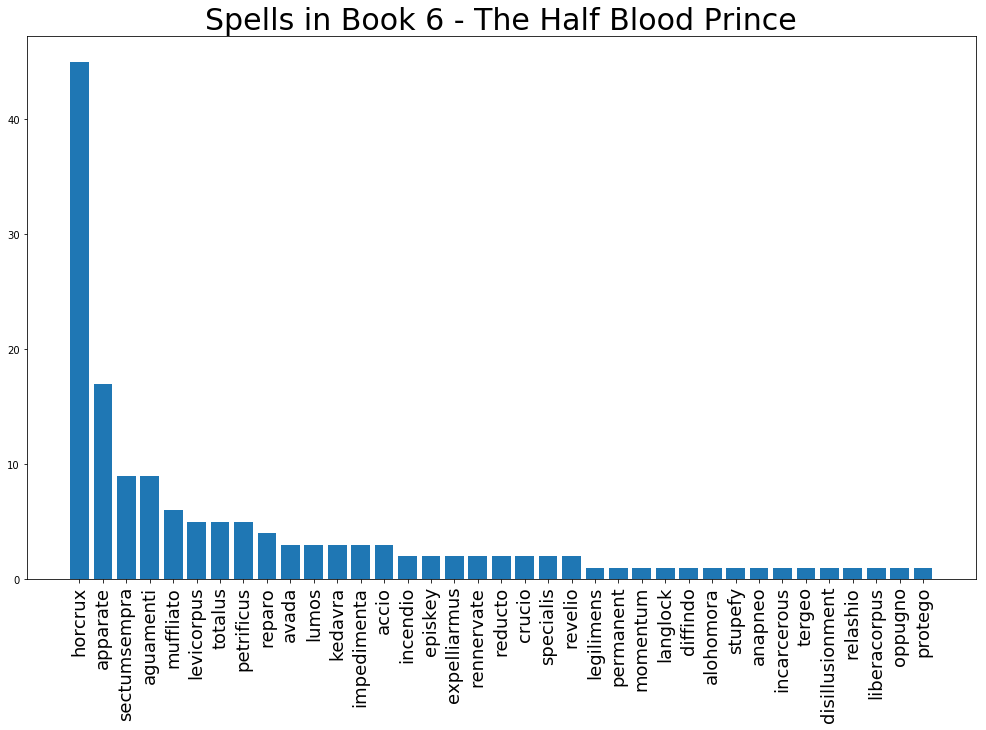 Spells in Book 6 - The Half Blood Prince
40
30
20
10
0
horcrux
apparate
sectumsempra
aguamenti
muffliato
levicorpus
totalus
petrificus
reparo
avada
lumos
kedavra
impedimenta
accio
incendio
episkey
expelliarmus
rennervate
reducto
crucio
specialis
revelio
legilimens
permanent
momentum
langlock
diffindo
alohomora
stupefy
anapneo
incarcerous
tergeo
disillusionment
relashio
liberacorpus
oppugno
protego